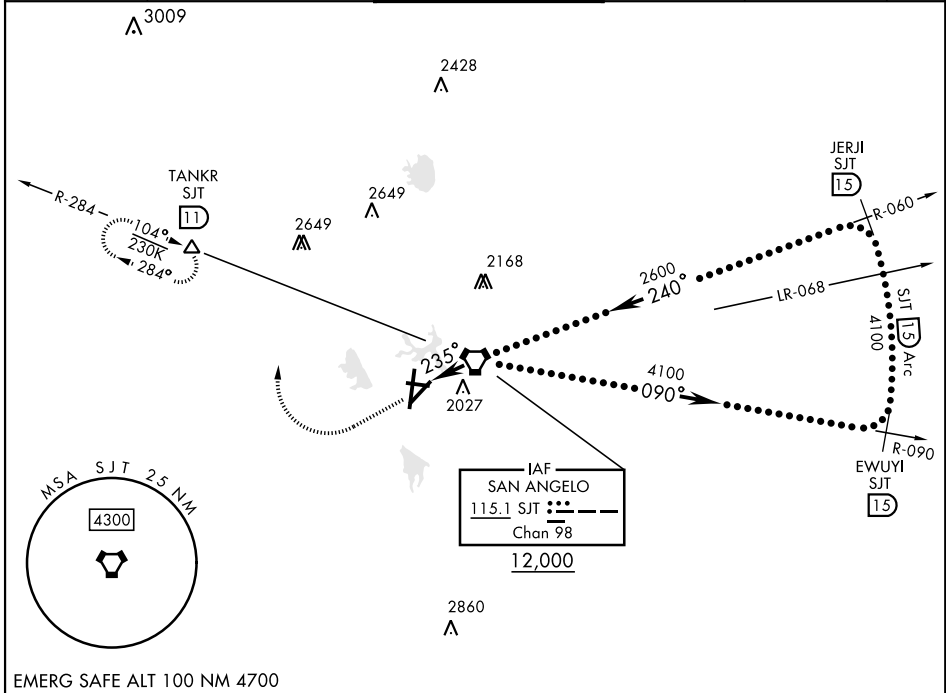 3009
2428
JERJI
SJT
15
TANKR
SJT
11
R-284
R-060
2649
104°
230K
284°
2649
2168
2600
240°
LR-068
SJT 15 Arc
4100
235°
4100
090°
2027
R-090
EWUYI
SJT
15
MSA SJT 25 NM
4300
IAF
SAN ANGELO
115.1 SJT
Chan 98
12,000
2860
EMERG SAFE ALT 100 NM 4700